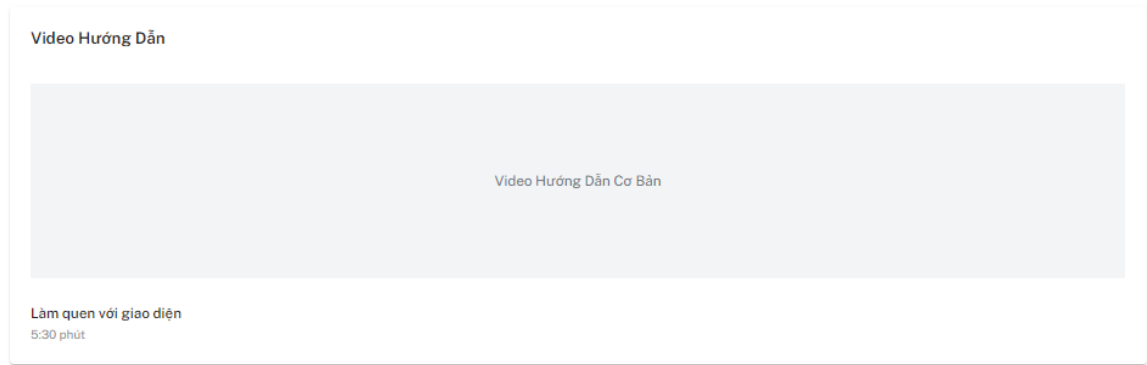 Video Hướng Dẫn
Video Hướng Dẫn Cơ Bản
Làm quen với giao diện
5:30 phút